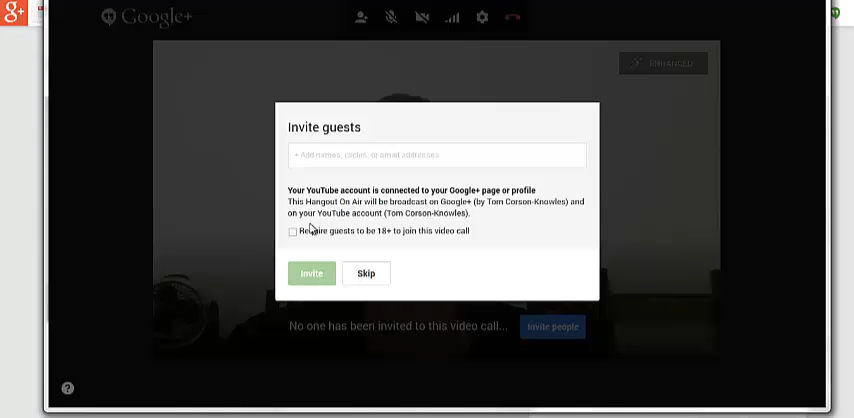 g+
Google+
ENHANCED
Invite guests
+ Add names, circles, or email addresses
Your YouTube account is connected to your Google+ page or profile
This Hangout On Air will be broadcast on Google+ (by Tom Corson-Knowles) and
on your YouTube account (Tom Corson-Knowles).
Require guests to be 18+ to join this video call
Invite
Skip
No one has been invited to this video call...
Invite people
?